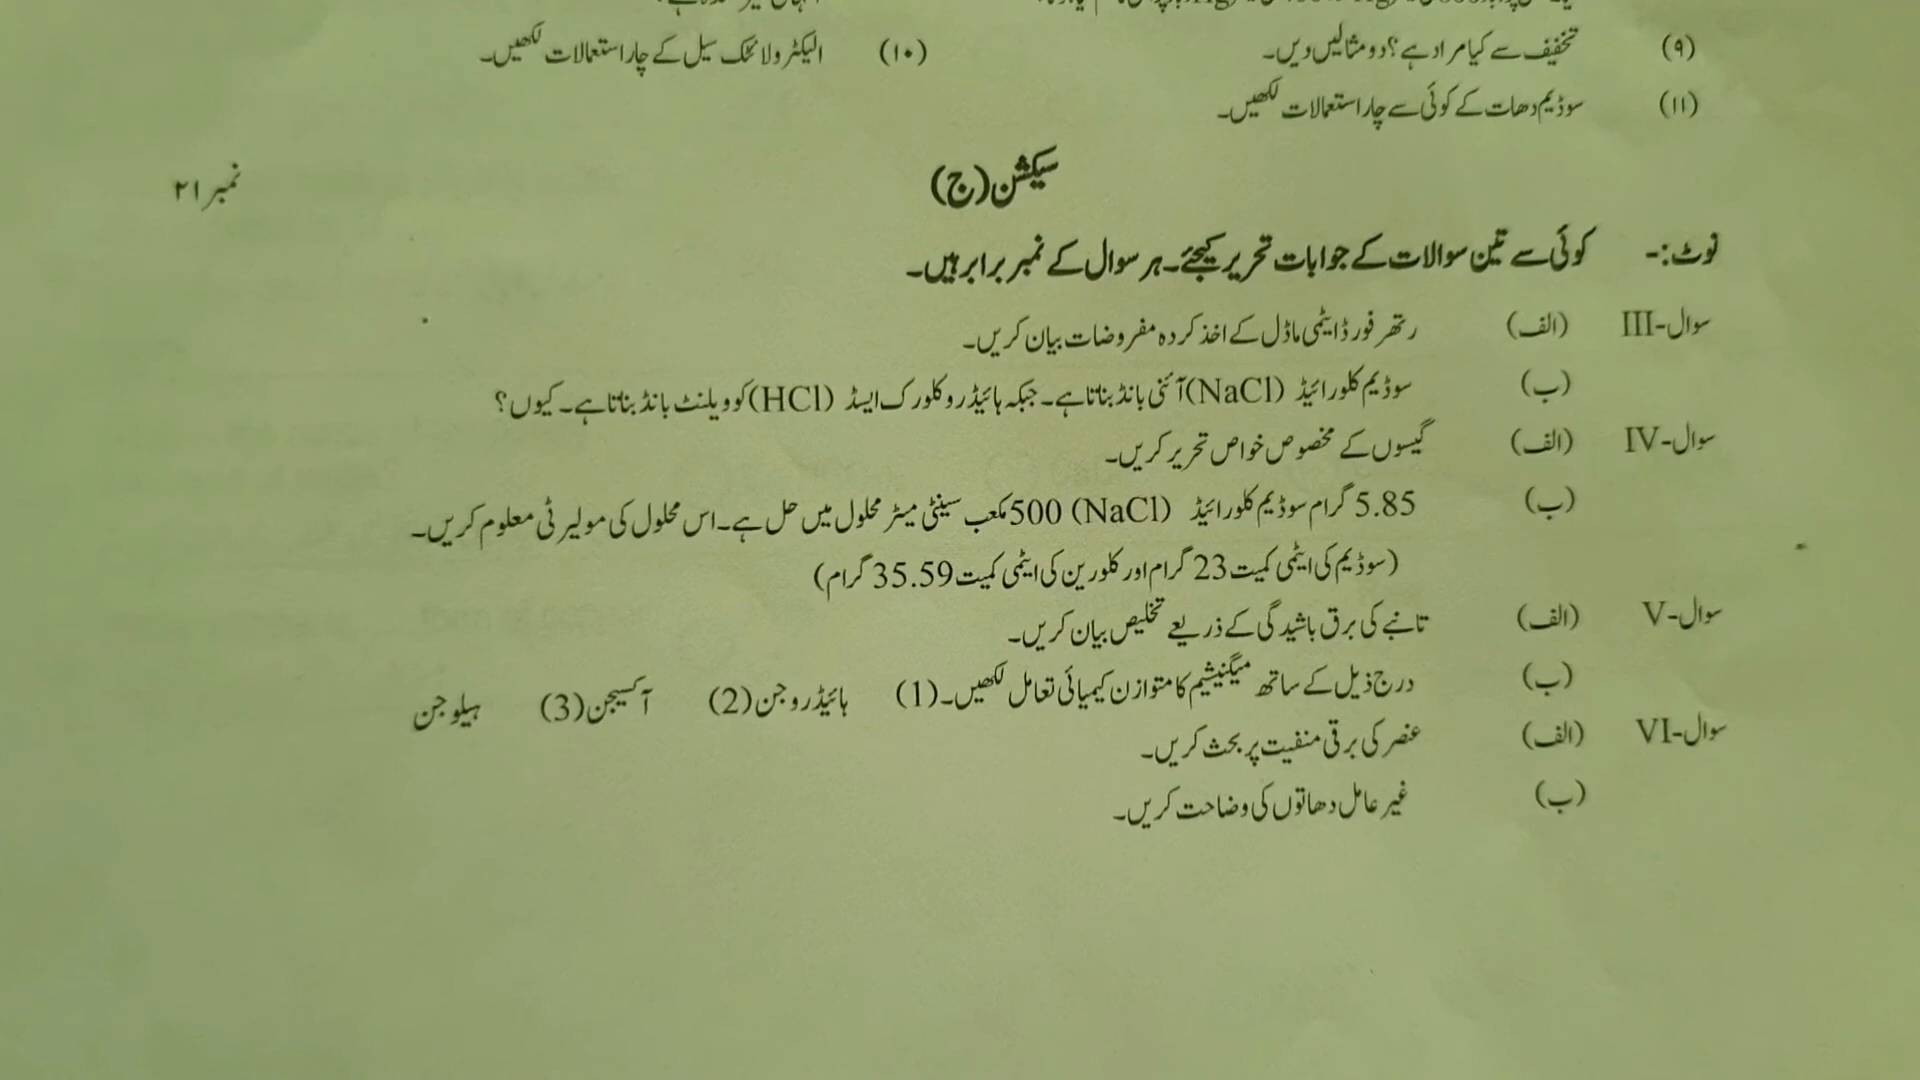 (۹) تخفیف سے کیا مراد ہے؟ دو مثالیں دیں۔ (۱۰) الیکٹرولائٹک سیل کے چار استعمالات لکھیں۔
(۱۱) سوڈیم دھات کے کوئی سے چار استعمالات لکھیں۔
سیکشن (ج) نمبر ۲۱
نوٹ:- کوئی سے تین سوالات کے جوابات تحریر کیجئے۔ ہر سوال کے نمبر برابر ہیں۔
سوال-III (الف) رتھر فورڈ ایٹمی ماڈل کے اخذ کردہ مفروضات بیان کریں۔
(ب) سوڈیم کلورائیڈ (NaCl) آئنی بانڈ بناتا ہے۔ جبکہ ہائیڈروکلورک ایسڈ (HCl) کوویلنٹ بانڈ بناتا ہے۔ کیوں؟
سوال-IV (الف) گیسوں کے مخصوص خواص تحریر کریں۔
(ب) 5.85 گرام سوڈیم کلورائیڈ (NaCl) 500 مکعب سینٹی میٹر محلول میں حل ہے۔ اس محلول کی مولیرٹی معلوم کریں۔
(سوڈیم کی ایٹمی کمیت 23 گرام اور کلورین کی ایٹمی کمیت 35.59 گرام)
سوال-V (الف) تانبے کی برق باشیدگی کے ذریعے تخلیص بیان کریں۔
(ب) درج ذیل کے ساتھ میگنیشیم کا متوازن کیمیائی تعامل لکھیں۔ (1) ہائیڈروجن (2) آکسیجن (3) ہیلوجن
سوال-VI (الف) عنصر کی برقی منفیت پر بحث کریں۔
(ب) غیر عامل دھاتوں کی وضاحت کریں۔